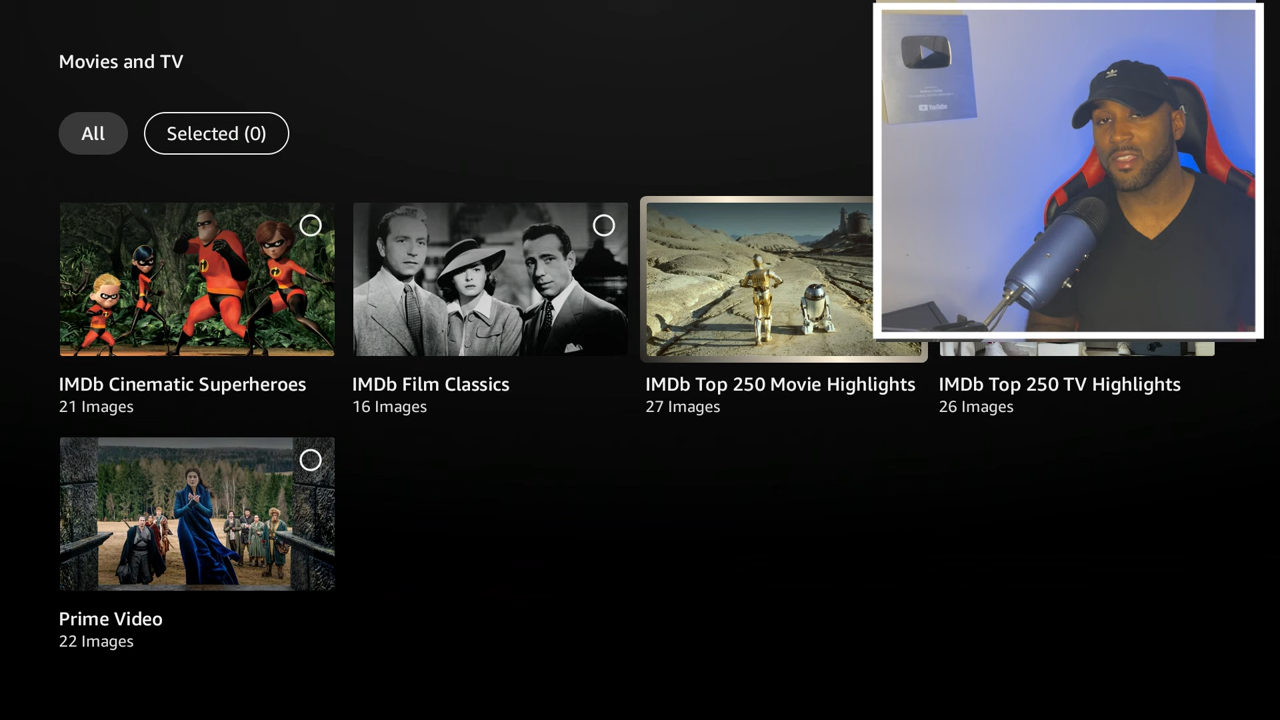 Movies and TV
All
Selected (0)
YouTube
IMDb Cinematic Superheroes
21 Images
IMDb Film Classics
16 Images
IMDb Top 250 Movie Highlights
27 Images
IMDb Top 250 TV Highlights
26 Images
Prime Video
22 Images